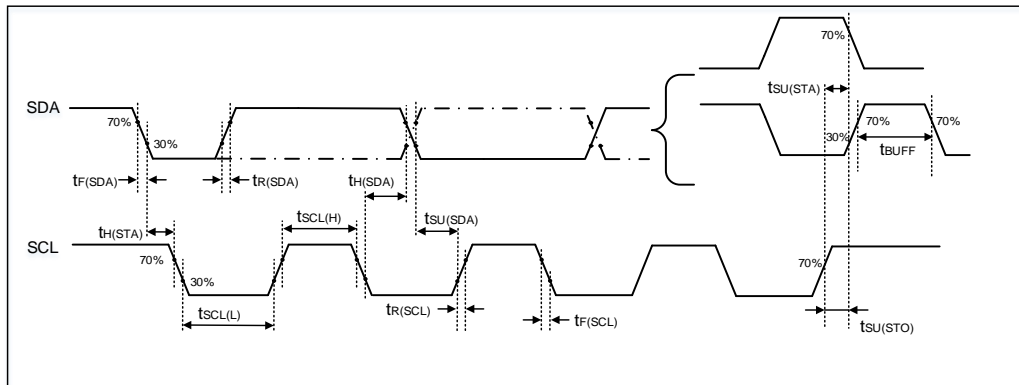 70%
tSU(STA)
SDA
70%
30%
30%
70%
70%
tBUFF
tF(SDA)
tR(SDA)
tH(SDA)
tH(STA)
tSCL(H)
tSU(SDA)
SCL
70%
30%
70%
tSCL(L)
tR(SCL)
tF(SCL)
tSU(STO)